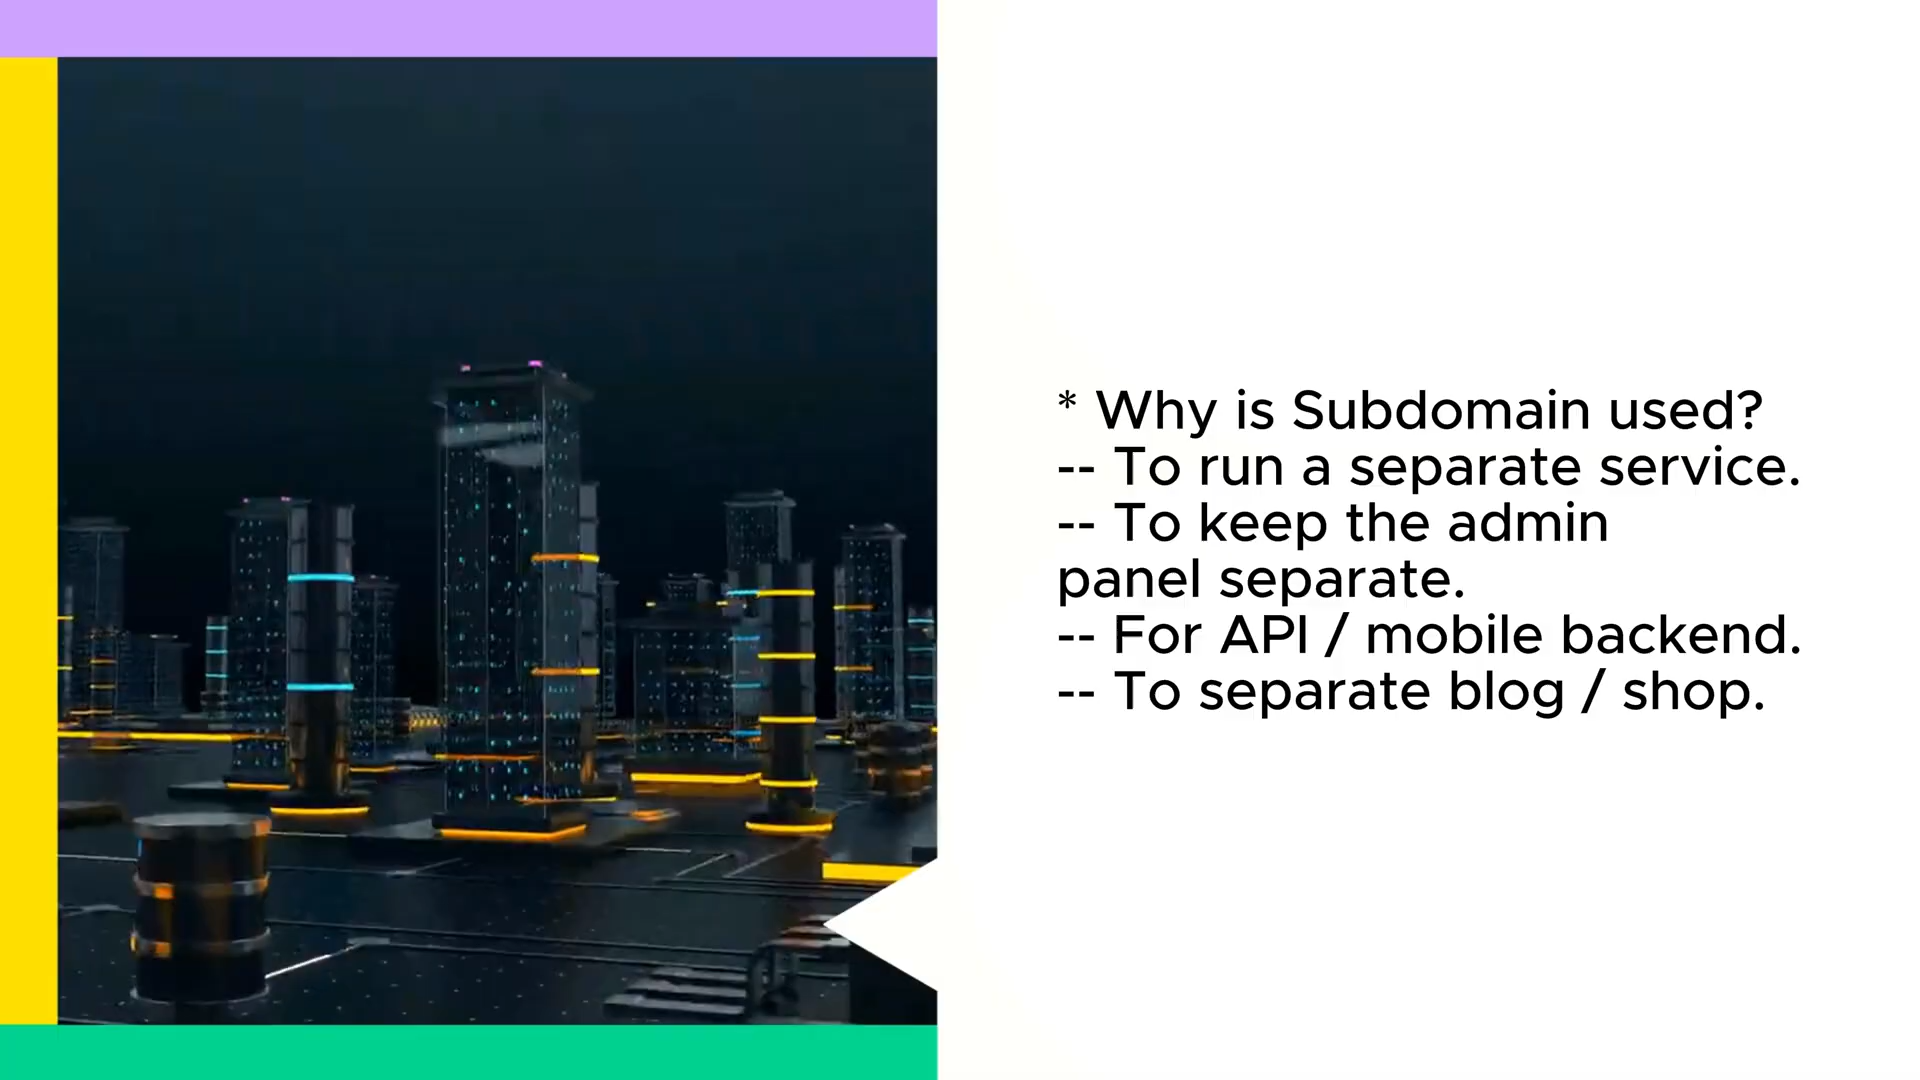 * Why is Subdomain used?
-- To run a separate service.
-- To keep the admin
panel separate.
-- For API / mobile backend.
-- To separate blog / shop.